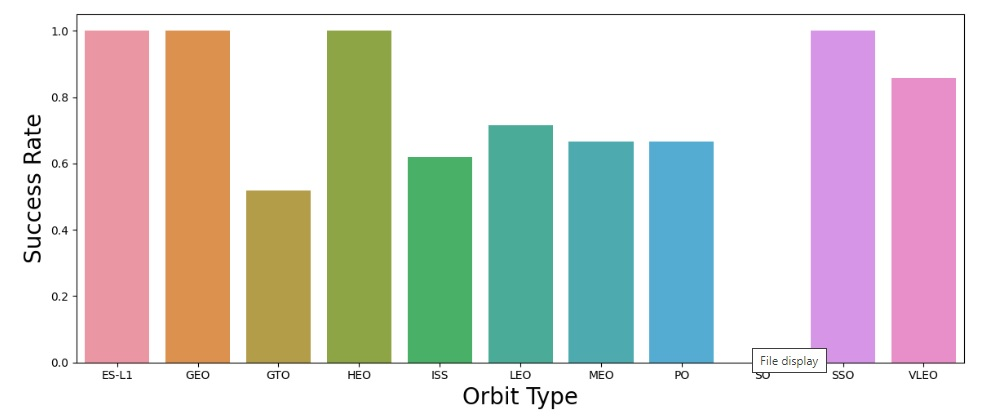 Success Rate
1.0
0.8
0.6
0.4
0.2
0.0
File display
ES-L1 GEO GTO HEO ISS LEO MEO PO SO SSO VLEO
Orbit Type